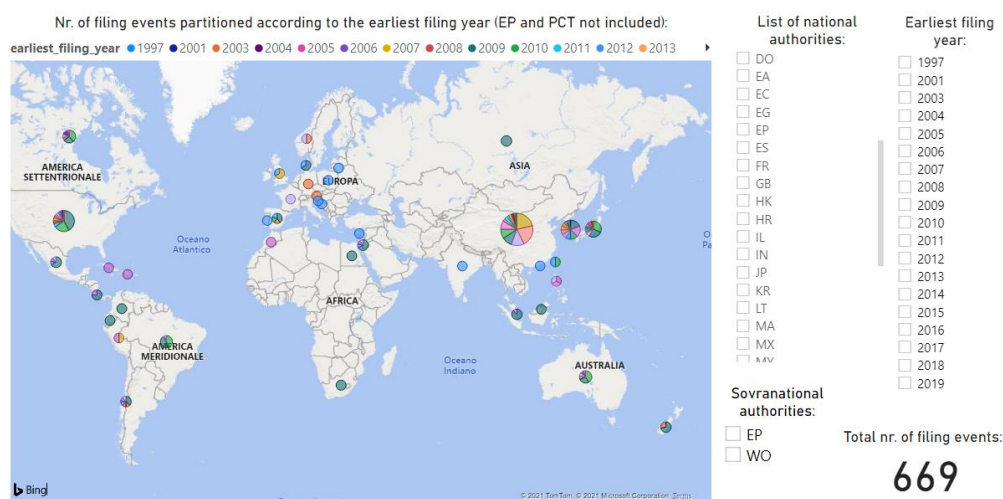 Nr. of filing events partitioned according to the earliest filing year (EP and PCT not included):
earliest_filing_year 1997 2001 2003 2004 2005 2006 2007 2008 2009 2010 2011 2012 2013
AMERICA
SETTENTRIONALE
EUROPA
ASIA
Oceano
Atlantico
AFRICA
AMERICA
MERIDIONALE
Oceano
Indiano
AUSTRALIA
Bing
© 2021 TomTom, © 2021 Microsoft Corporation Terms
List of national
authorities:
DO
EA
EC
EG
EP
ES
FR
GB
HK
HR
IL
IN
JP
KR
LT
MA
MX
MY
Sovranational
authorities:
EP
WO
Earliest filing
year:
1997
2001
2003
2004
2005
2006
2007
2008
2009
2010
2011
2012
2013
2014
2015
2016
2017
2018
2019
Total nr. of filing events:
669